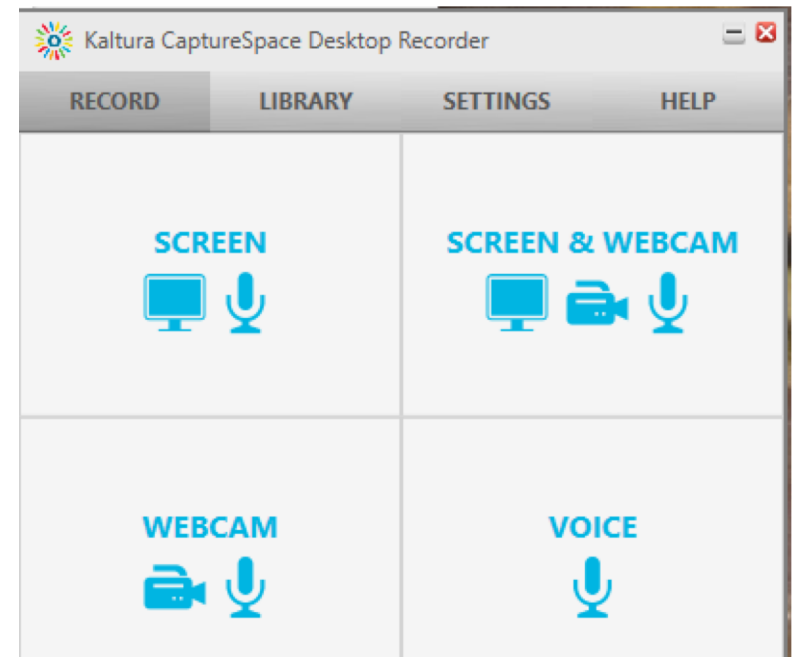 Kaltura CaptureSpace Desktop Recorder
RECORD LIBRARY SETTINGS HELP
SCREEN
SCREEN & WEBCAM
WEBCAM
VOICE